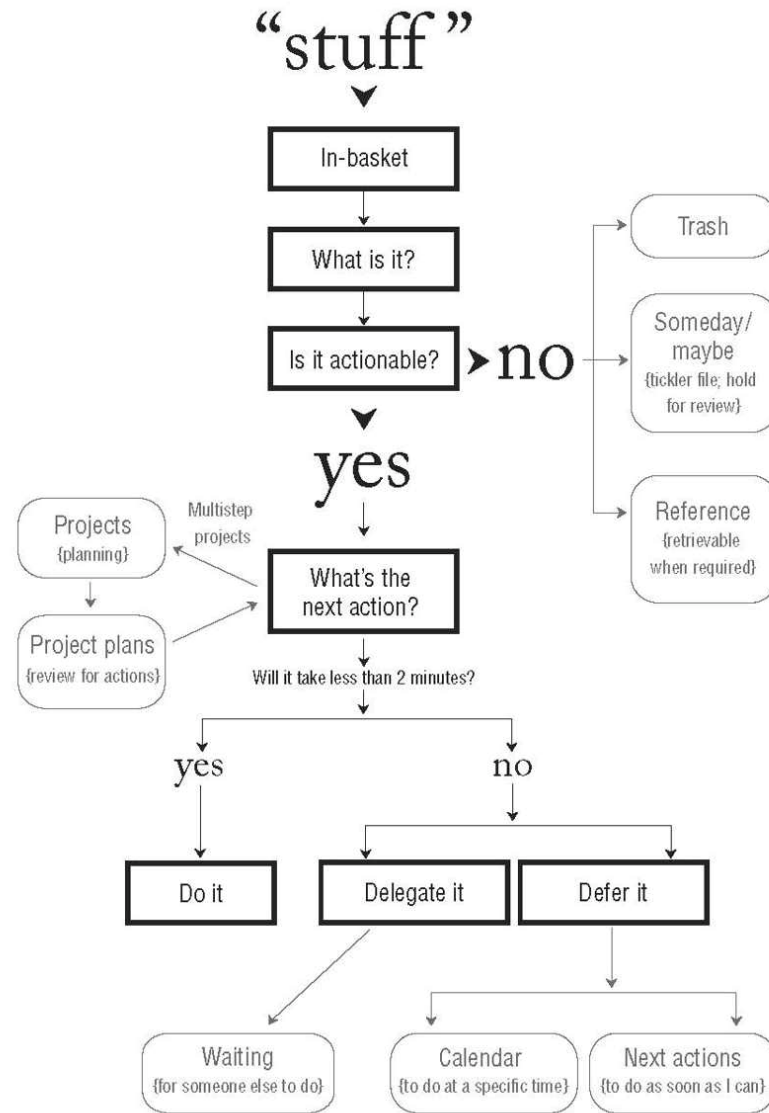 “stuff”
In-basket
What is it?
Is it actionable?
no
Trash
Someday/
maybe
{tickler file; hold
for review}
Reference
{retrievable
when required}
yes
Multistep
projects
Projects
{planning}
Project plans
{review for actions}
What's the
next action?
Will it take less than 2 minutes?
yes
no
Do it
Delegate it
Defer it
Waiting
{for someone else to do}
Calendar
{to do at a specific time}
Next actions
{to do as soon as I can}